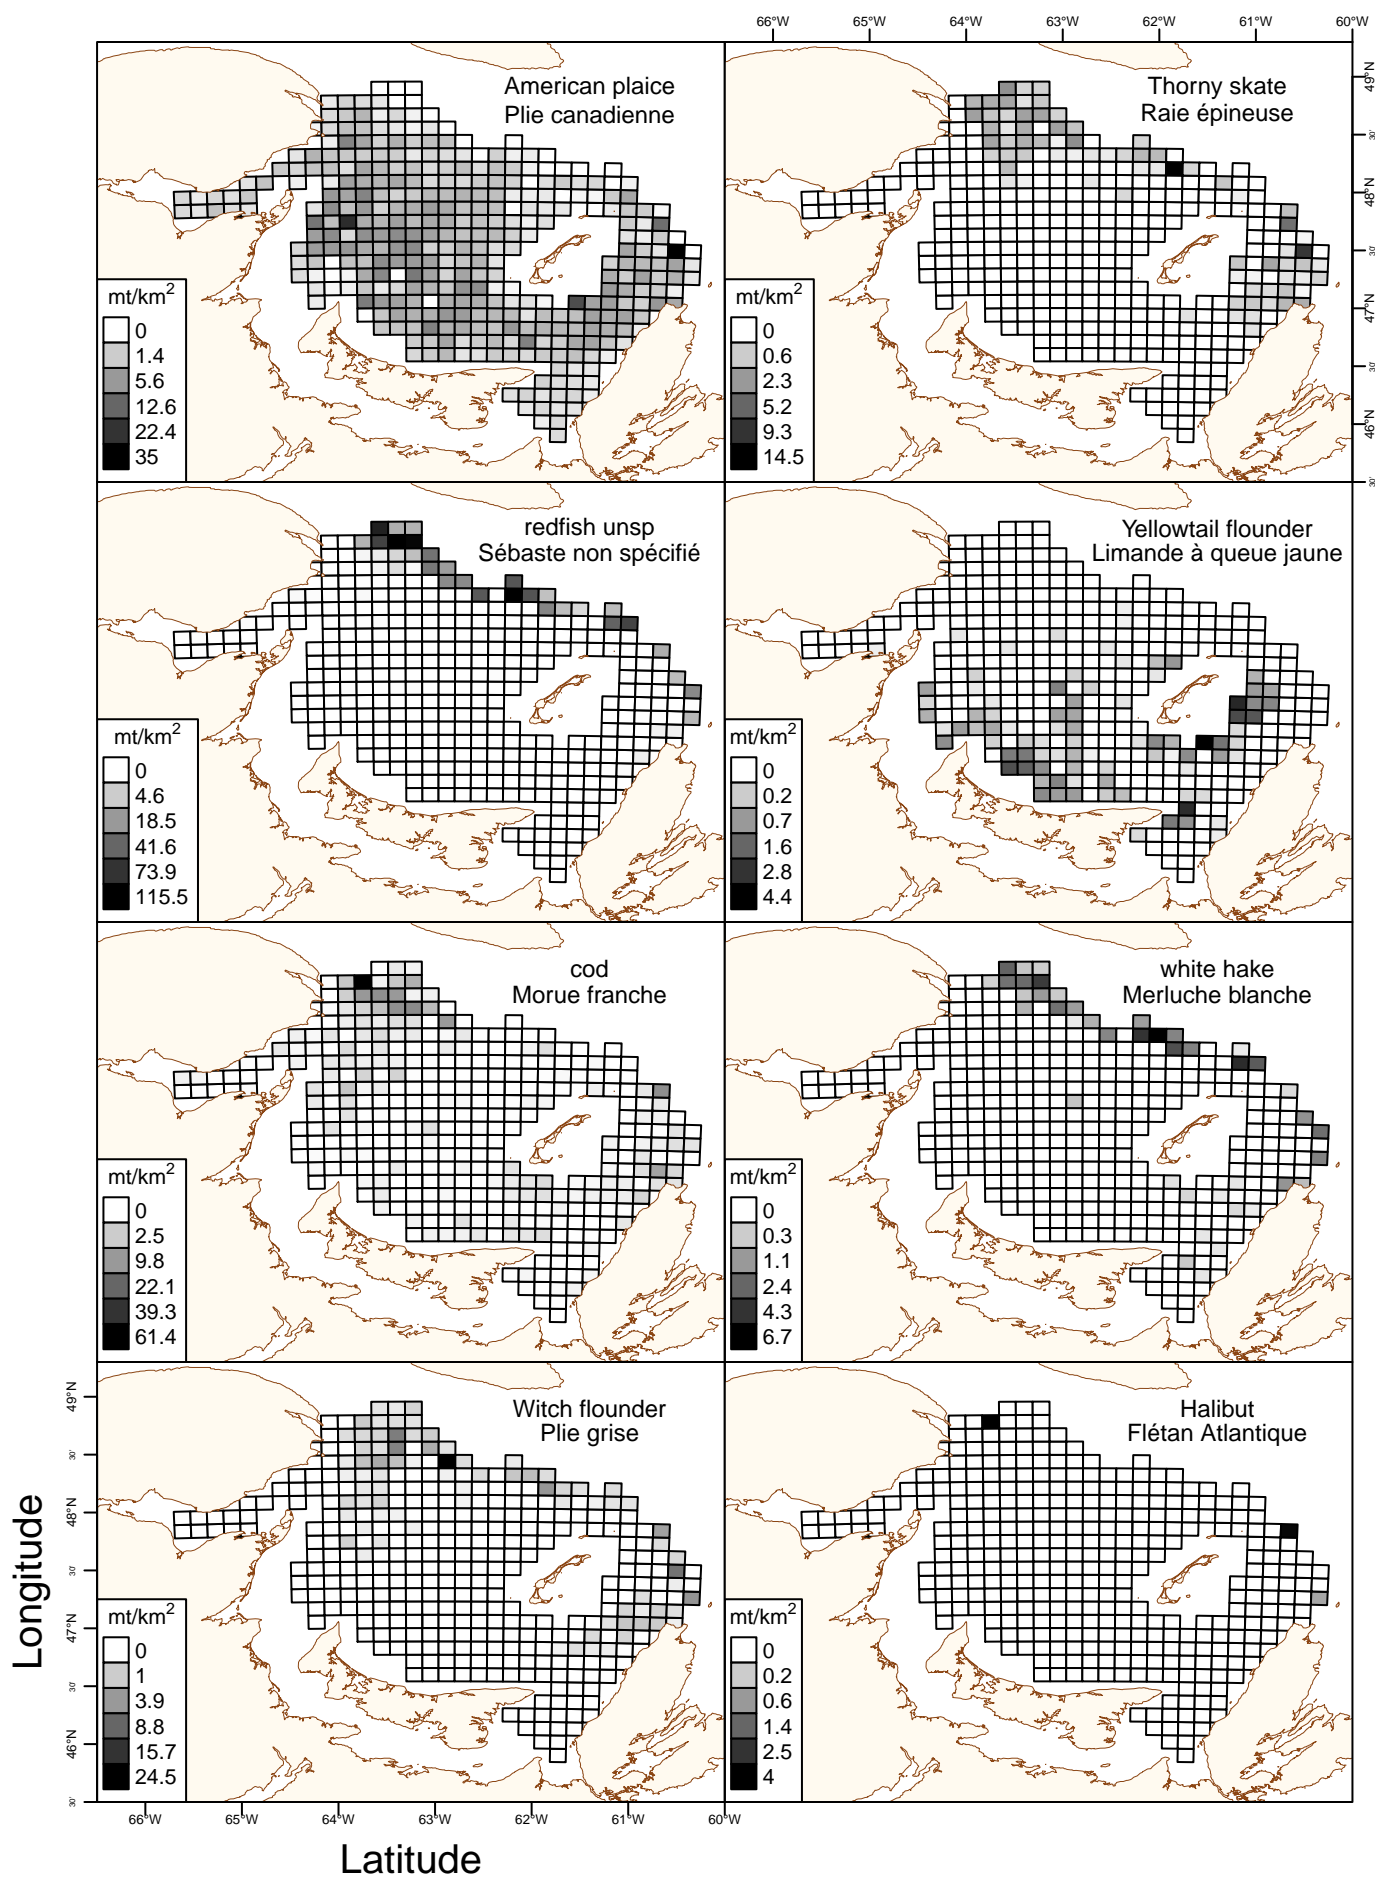 66°W 64°W 63°W 62°W 61°W 60°W
American plaice
Plie canadienne
mt/km2
0
1.4
5.6
12.6
22.4
35
Thorny skate
Raie épineuse
mt/km2
0
0.6
2.3
5.2
9.3
14.5
49°N
30'
48°N
30'
47°N
30'
46°N
30'
redfish unsp
Sébaste non spécifié
mt/km2
0
4.6
18.5
41.6
73.9
115.5
Yellowtail flounder
Limande à queue jaune
mt/km2
0
0.2
0.7
1.6
2.8
4.4
cod
Morue franche
mt/km2
0
2.5
9.8
22.1
39.3
61.4
white hake
Merluche blanche
mt/km2
0
0.3
1.1
2.4
4.3
6.7
Witch flounder
Plie grise
mt/km2
0
1
3.9
8.8
15.7
24.5
Halibut
Flétan Atlantique
mt/km2
0
0.2
0.6
1.4
2.5
4
49°N
30'
48°N
30'
47°N
30'
46°N
30'
Longitude
66°W 65°W 64°W 63°W 62°W 61°W 60°W
Latitude